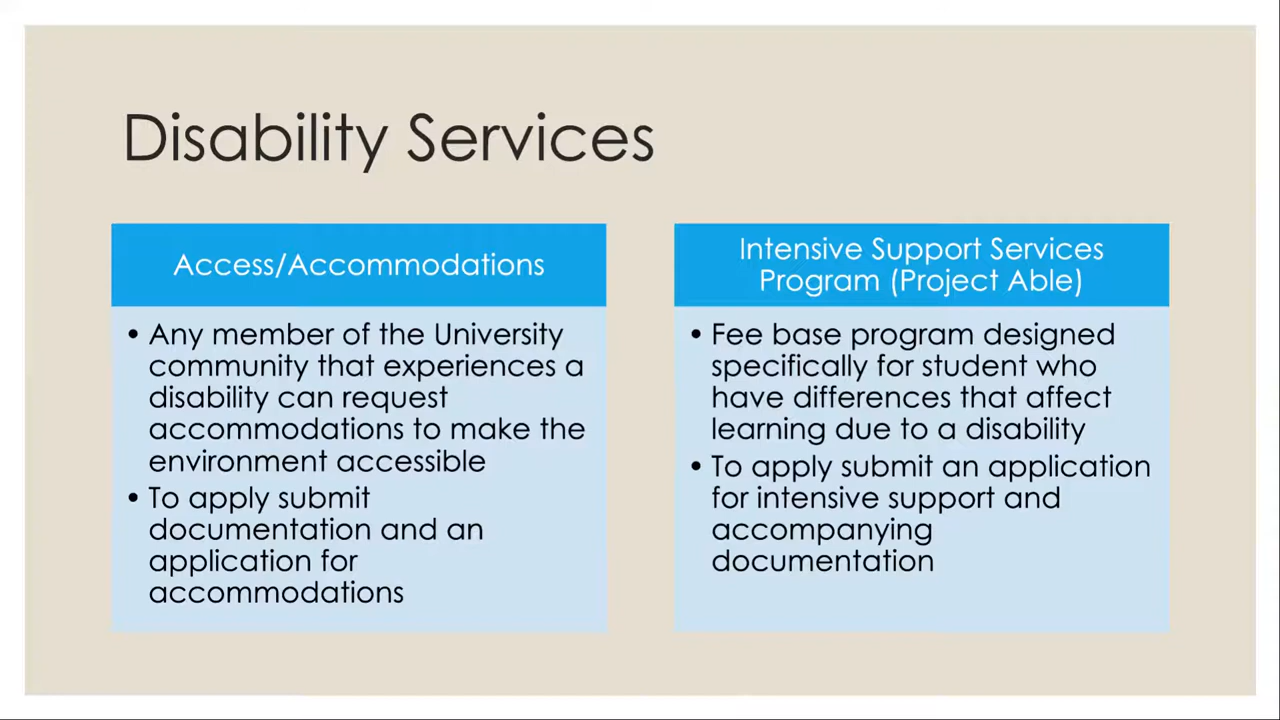 Disability Services
Access/Accommodations
• Any member of the University
community that experiences a
disability can request
accommodations to make the
environment accessible
• To apply submit
documentation and an
application for
accommodations
Intensive Support Services
Program (Project Able)
• Fee base program designed
specifically for student who
have differences that affect
learning due to a disability
• To apply submit an application
for intensive support and
accompanying
documentation